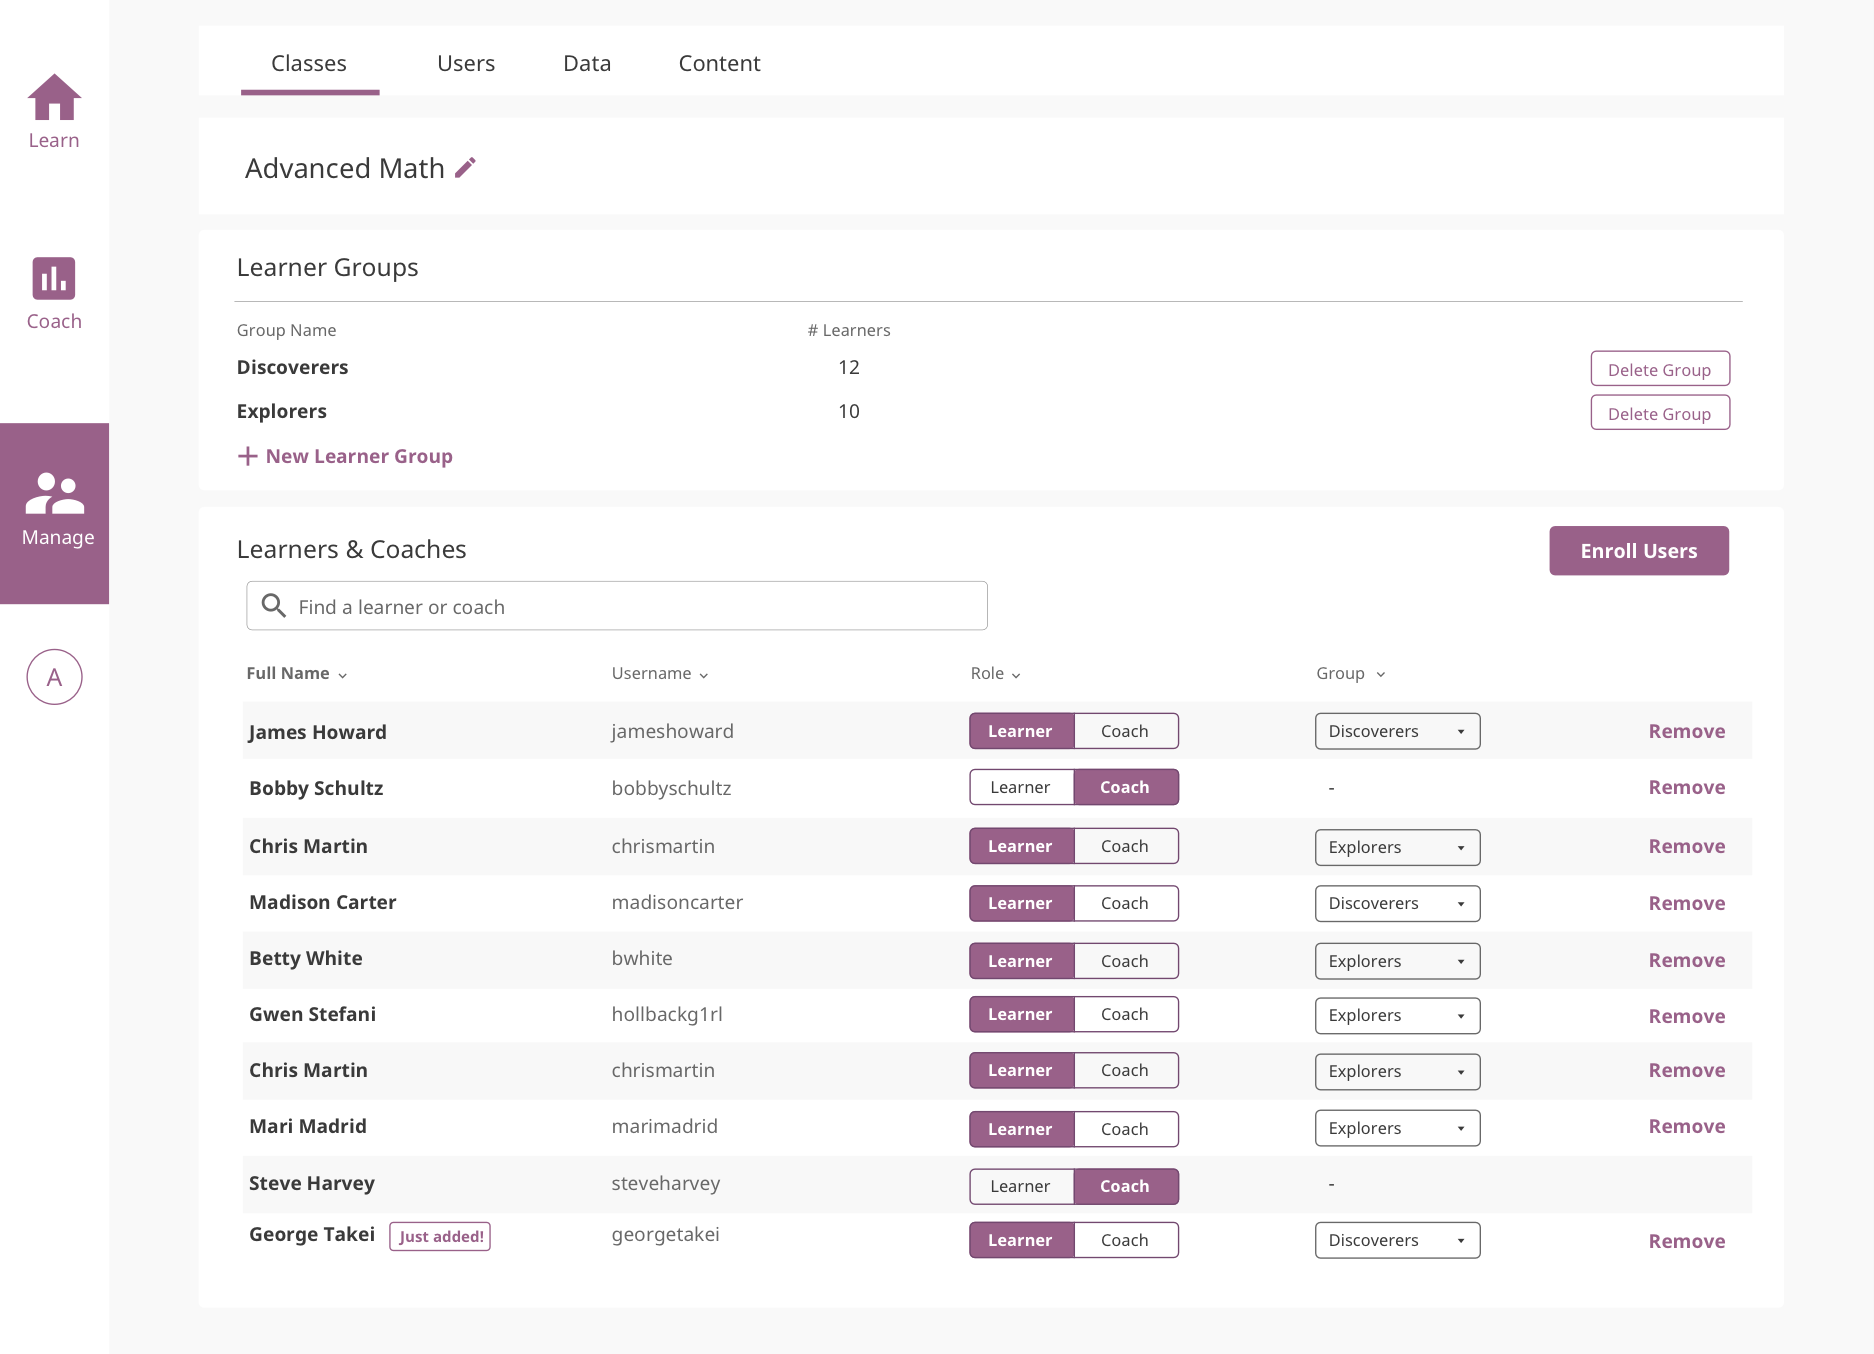 Classes Users Data Content
Learn
Advanced Math
Learner Groups
Coach
Group Name # Learners
Discoverers 12 Delete Group
Explorers 10 Delete Group
New Learner Group
Manage
Learners & Coaches Enroll Users
Find a learner or coach
A
Full Name Username Role Group
James Howard jameshoward Learner Coach Discoverers Remove
Bobby Schultz bobbyschultz Learner Coach - Remove
Chris Martin chrismartin Learner Coach Explorers Remove
Madison Carter madisoncarter Learner Coach Discoverers Remove
Betty White bwhite Learner Coach Explorers Remove
Gwen Stefani hollbackg1rl Learner Coach Explorers Remove
Chris Martin chrismartin Learner Coach Explorers Remove
Mari Madrid marimadrid Learner Coach Explorers Remove
Steve Harvey steveharvey Learner Coach -
George Takei Just added! georgetakei Learner Coach Discoverers Remove